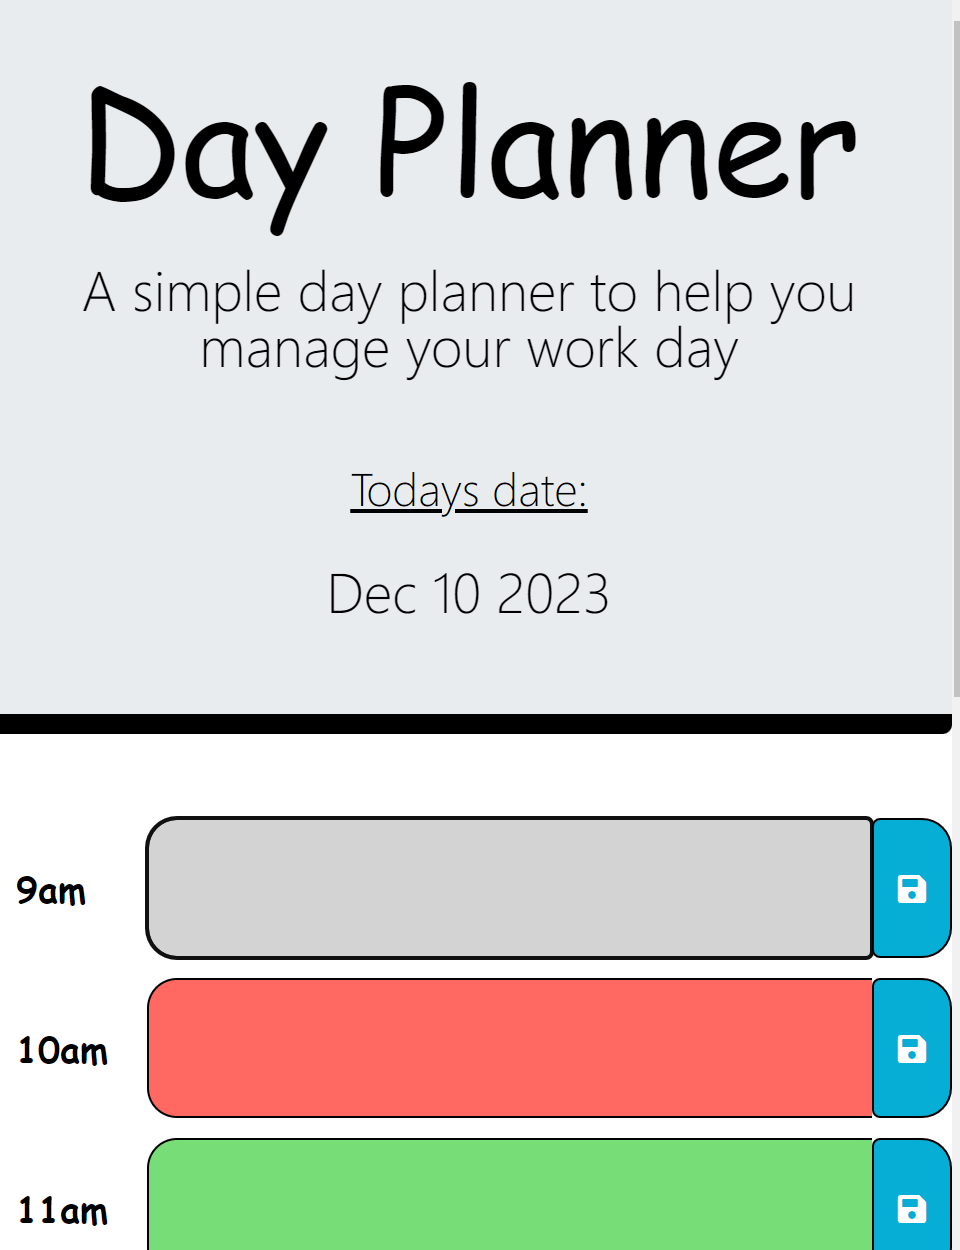 Day Planner
A simple day planner to help you
manage your work day
Todays date:
Dec 10 2023
9am
10am
11am